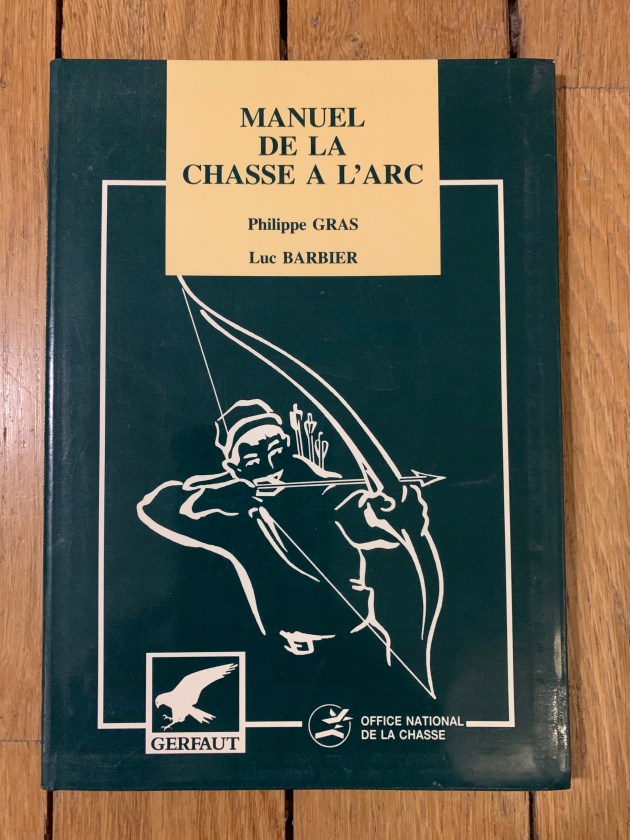 MANUEL
DE LA
CHASSE A L'ARC
Philippe GRAS
Luc BARBIER
GERFAUT
OFFICE NATIONAL
DE LA CHASSE